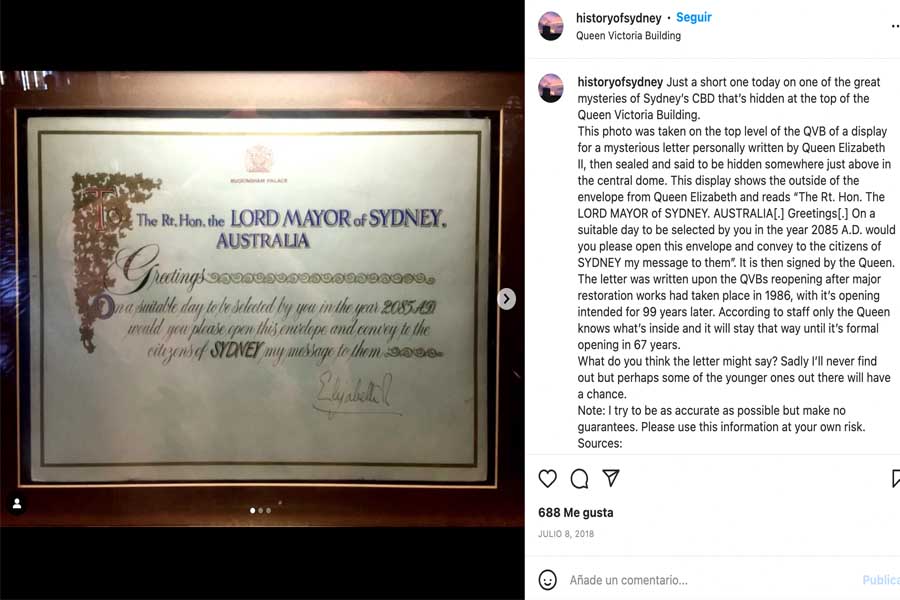 BUCKINGHAM PALACE
To The Rt. Hon. the LORD MAYOR of SYDNEY,
AUSTRALIA
Greetings
On a suitable day to be selected by you in the year 2085 A.D
would you please open this envelope and convey to the
citizens of SYDNEY my message to them
Elizabeth R
historyofsydney • Seguir
Queen Victoria Building
historyofsydney Just a short one today on one of the great
mysteries of Sydney's CBD that's hidden at the top of the
Queen Victoria Building.
This photo was taken on the top level of the QVB of a display
for a mysterious letter personally written by Queen Elizabeth
II, then sealed and said to be hidden somewhere just above in
the central dome. This display shows the outside of the
envelope from Queen Elizabeth and reads “The Rt. Hon. The
LORD MAYOR of SYDNEY. AUSTRALIA[.] Greetings[.] On a
suitable day to be selected by you in the year 2085 A.D. would
you please open this envelope and convey to the citizens of
SYDNEY my message to them”. It is then signed by the Queen.
The letter was written upon the QVBs reopening after major
restoration works had taken place in 1986, with it's opening
intended for 99 years later. According to staff only the Queen
knows what's inside and it will stay that way until it's formal
opening in 67 years.
What do you think the letter might say? Sadly I'll never find
out but perhaps some of the younger ones out there will have
a chance.
Note: I try to be as accurate as possible but make no
guarantees. Please use this information at your own risk.
Sources:
688 Me gusta
JULIO 8, 2018
Añade un comentario...
Publica